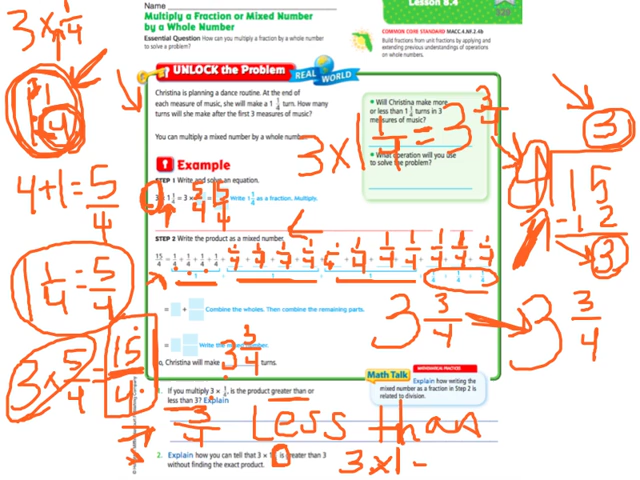 Name
Lesson 8.4
Multiply a Fraction or Mixed Number
by a Whole Number
Essential Question How can you multiply a fraction by a whole number
to solve a problem?
COMMON CORE STANDARD MACC.4.NF.2.4b
Build fractions from unit fractions by applying and
extending previous understandings of operations
on whole numbers.
3 × 1 1/4
UNLOCK the Problem
REAL WORLD
Christina is planning a dance routine. At the end of
each measure of music, she will make a 1 1/4 turn. How many
turns will she make after the first 3 measures of music?
You can multiply a mixed number by a whole number.
• Will Christina make more
or less than 1 1/4 turns in 3
measures of music?
• What operation will you use
to solve the problem?
3 × 1 1/4 = 3 3/4
4 + 1 = 5/4
1 1/4 = 5/4
3 × 5/4 = 15/4
3
4
15
- 12
3
Example
STEP 1 Write and solve an equation.
5/4
15/4
Write 1 1/4 as a fraction. Multiply.
STEP 2 Write the product as a mixed number.
= + Combine the wholes. Then combine the remaining parts.
3 3/4
3 3/4
= Write the mixed number.
So, Christina will make 3 3/4 turns.
Math Talk
MATHEMATICAL PRACTICES
Explain how writing the
mixed number as a fraction in Step 2 is
related to division.
1. If you multiply 3 × 1/4, is the product greater than or
less than 3? Explain
3/4 Less than
2. Explain how you can tell that 3 × 1 is greater than 3
without finding the exact product.
3 × 1 =